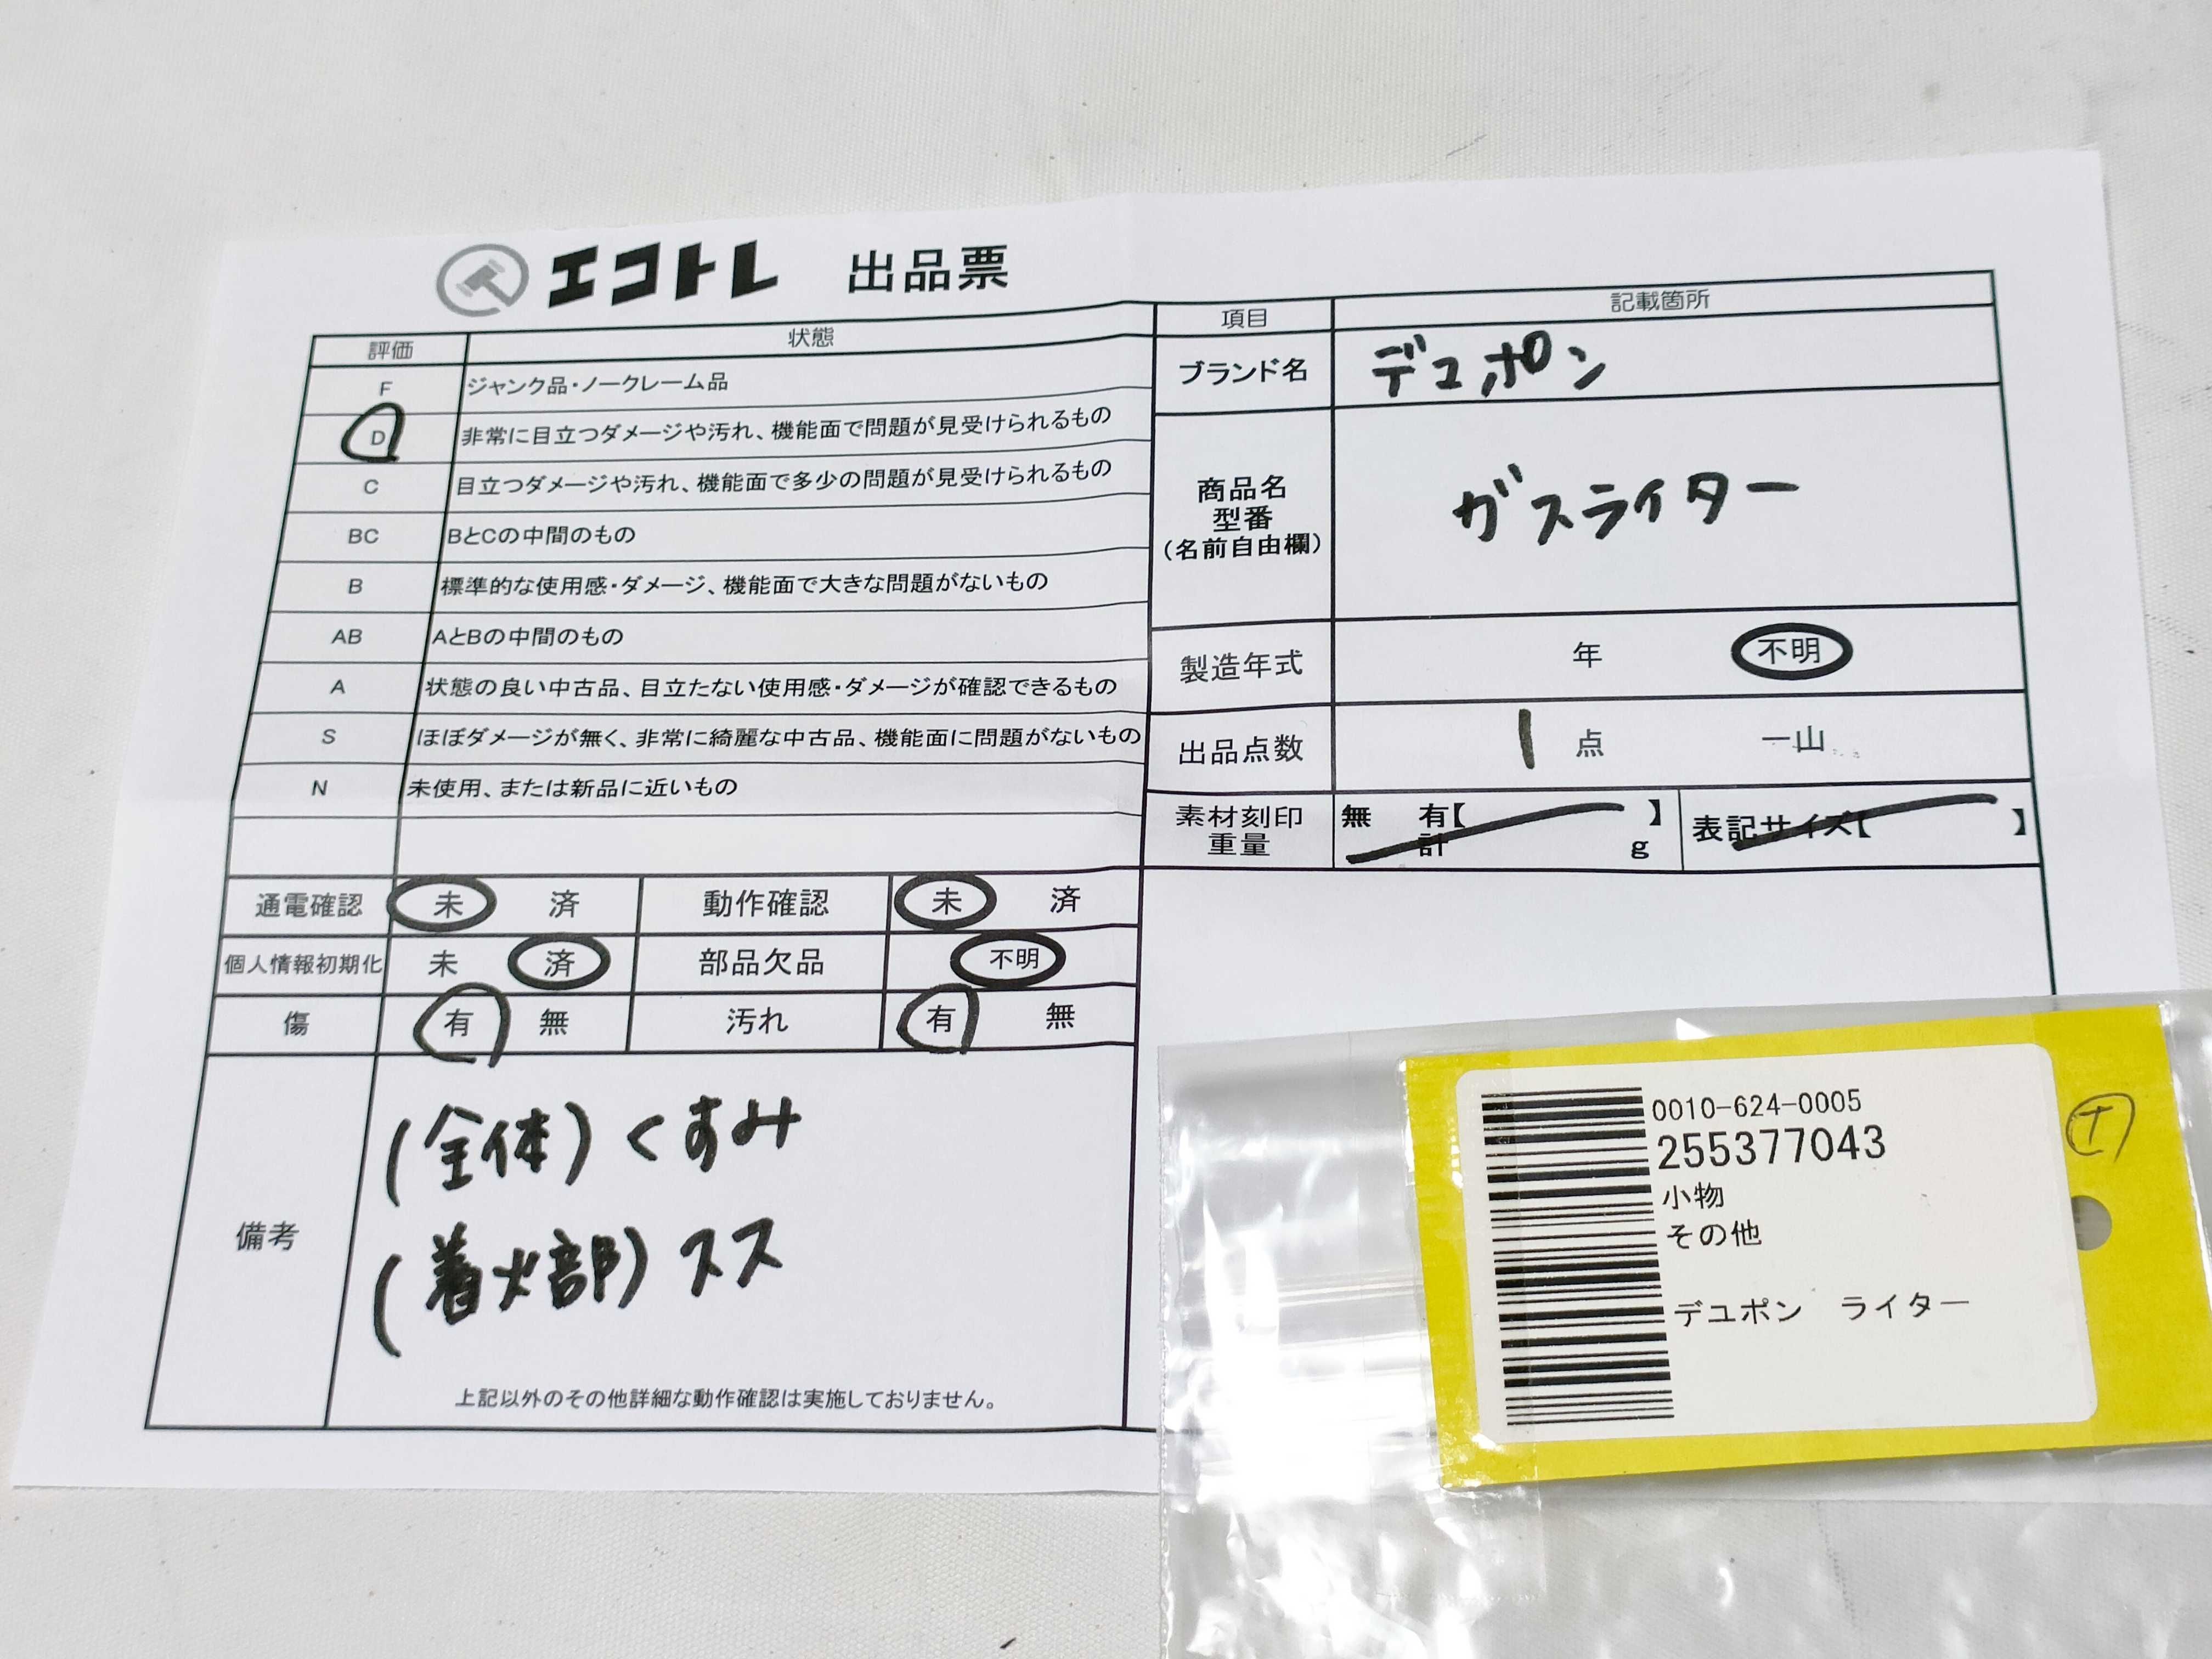 エコトレ 出品票
評価 状態
F ジャンク品・ノークレーム品
D 非常に目立つダメージや汚れ、機能面で問題が見受けられるもの
C 目立つダメージや汚れ、機能面で多少の問題が見受けられるもの
BC BとCの中間のもの
B 標準的な使用感・ダメージ、機能面で大きな問題がないもの
AB AとBの中間のもの
A 状態の良い中古品、目立たない使用感・ダメージが確認できるもの
S ほぼダメージが無く、非常に綺麗な中古品、機能面に問題がないもの
N 未使用、または新品に近いもの
項目 記載箇所
ブランド名 デュポン
商品名
型番
(名前自由欄)
ガスライター
製造年式 年 不明
出品点数 1 点 一山
素材刻印 無 有【 】 表記サイズ【 】
重量 計 g
通電確認 未 済 動作確認 未 済
個人情報初期化 未 済 部品欠品 不明
傷 有 無 汚れ 有 無
備考
(全体)くすみ
(着火部)スス
上記以外のその他詳細な動作確認は実施しておりません。
0010-624-0005
255377043
小物
その他
デュポン ライター